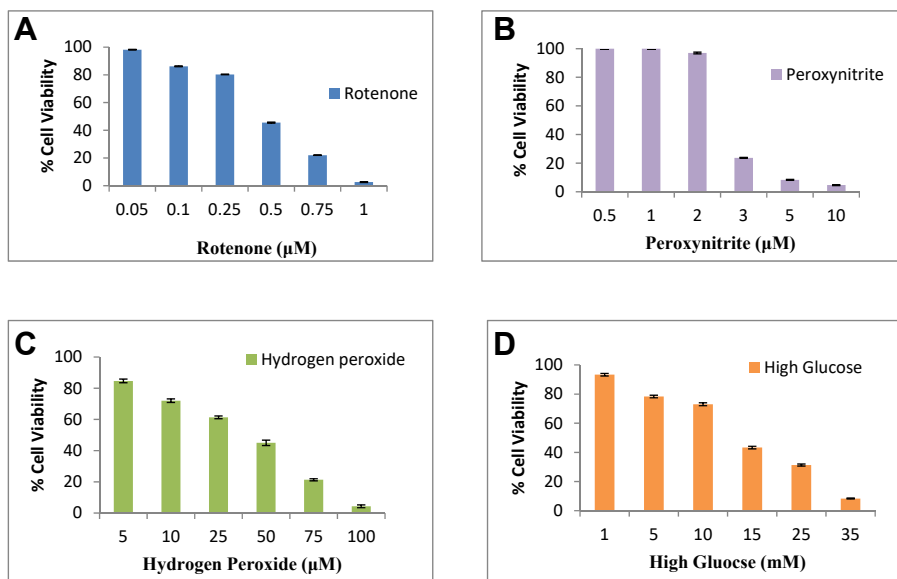 A
% Cell Viability
100
80
60
40
20
0
Rotenone
0.05 0.1 0.25 0.5 0.75 1
Rotenone (µM)
B
% Cell Viability
100
80
60
40
20
0
Peroxynitrite
0.5 1 2 3 5 10
Peroxynitrite (µM)
C
% Cell Viability
100
80
60
40
20
0
Hydrogen peroxide
5 10 25 50 75 100
Hydrogen Peroxide (µM)
D
% Cell Viability
100
80
60
40
20
0
High Glucose
1 5 10 15 25 35
High Gluocse (mM)